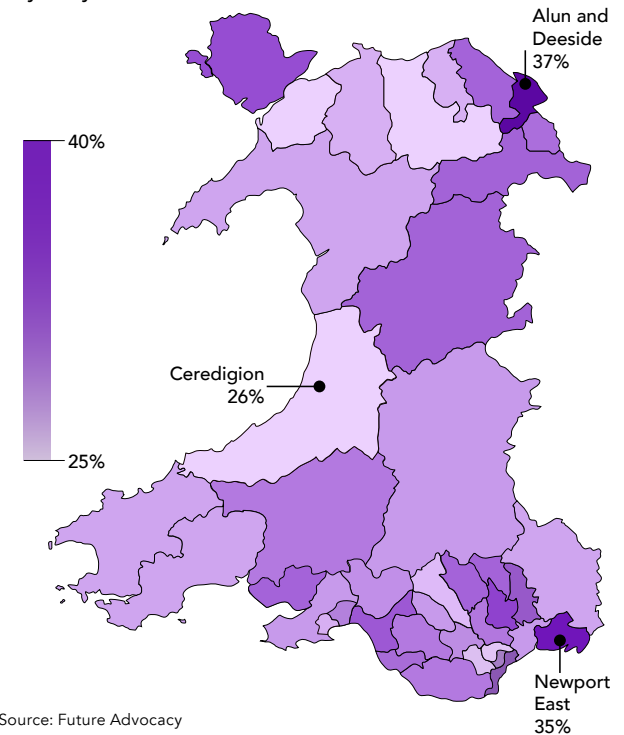 Alun and
Deeside
37%
40%
Ceredigion
26%
25%
Newport
East
35%
Source: Future Advocacy